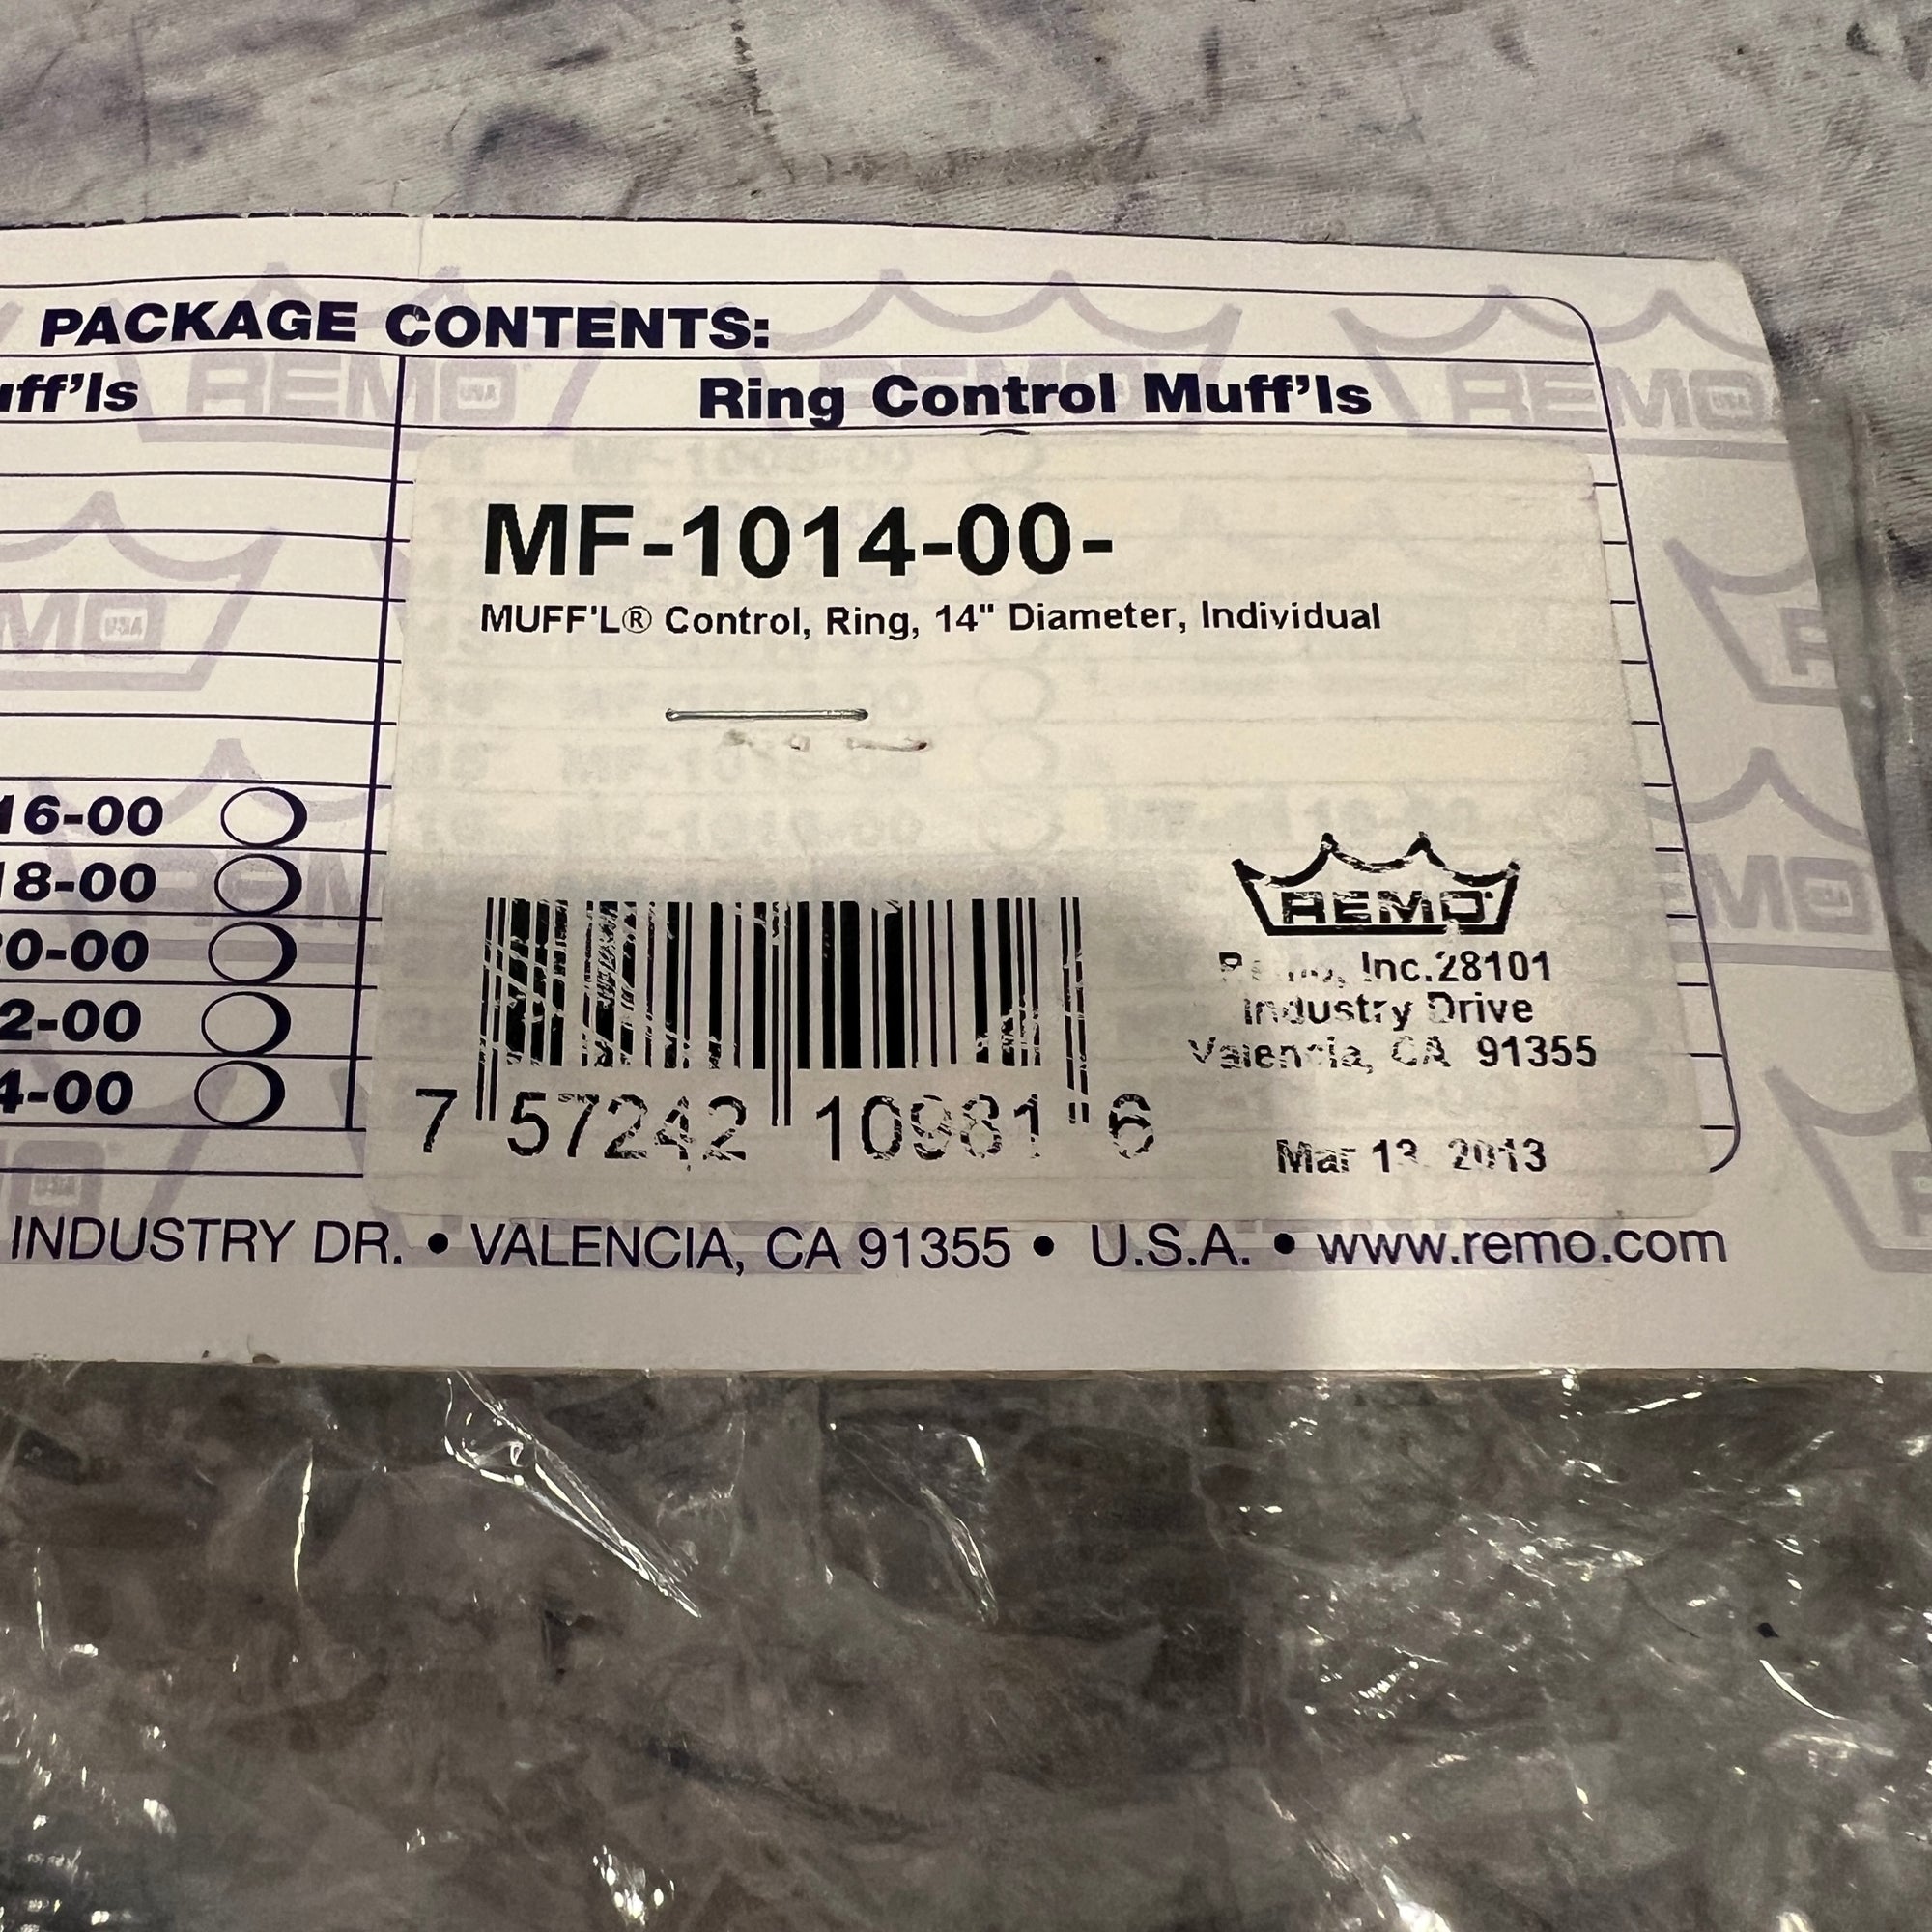 PACKAGE CONTENTS:
uff'ls
Ring Control Muff'ls
MF-1014-00-
MUFF'L® Control, Ring, 14" Diameter, Individual
16-00
18-00
0-00
2-00
4-00
REMO
Remo, Inc.28101
Industry Drive
Valencia, CA 91355
7 57242 10981 6
Mar 13 2013
INDUSTRY DR. • VALENCIA, CA 91355 • U.S.A. • www.remo.com